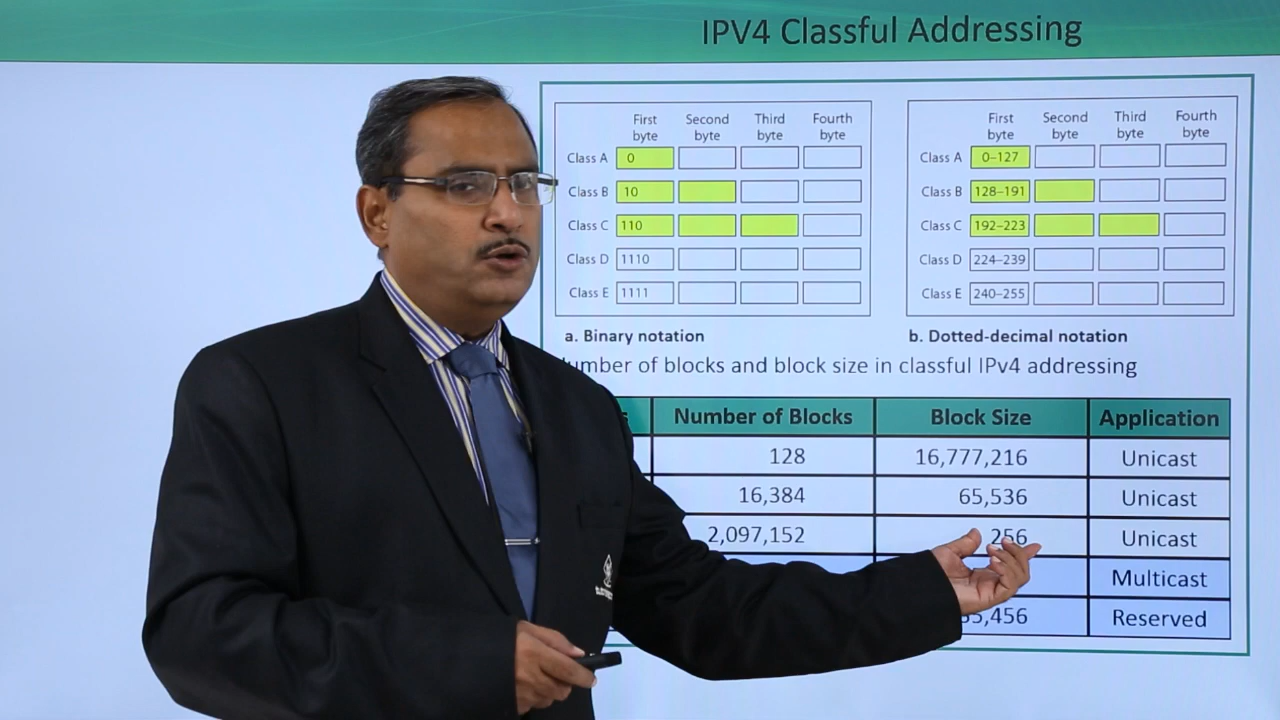 IPV4 Classful Addressing
First byte Second byte Third byte Fourth byte
Class A 0
Class B 10
Class C 110
Class D 1110
Class E 1111
a. Binary notation
First byte Second byte Third byte Fourth byte
Class A 0–127
Class B 128–191
Class C 192–223
Class D 224–239
Class E 240–255
b. Dotted-decimal notation
umber of blocks and block size in classful IPv4 addressing
s Number of Blocks Block Size Application
128 16,777,216 Unicast
16,384 65,536 Unicast
2,097,152 256 Unicast
Multicast
5,456 Reserved